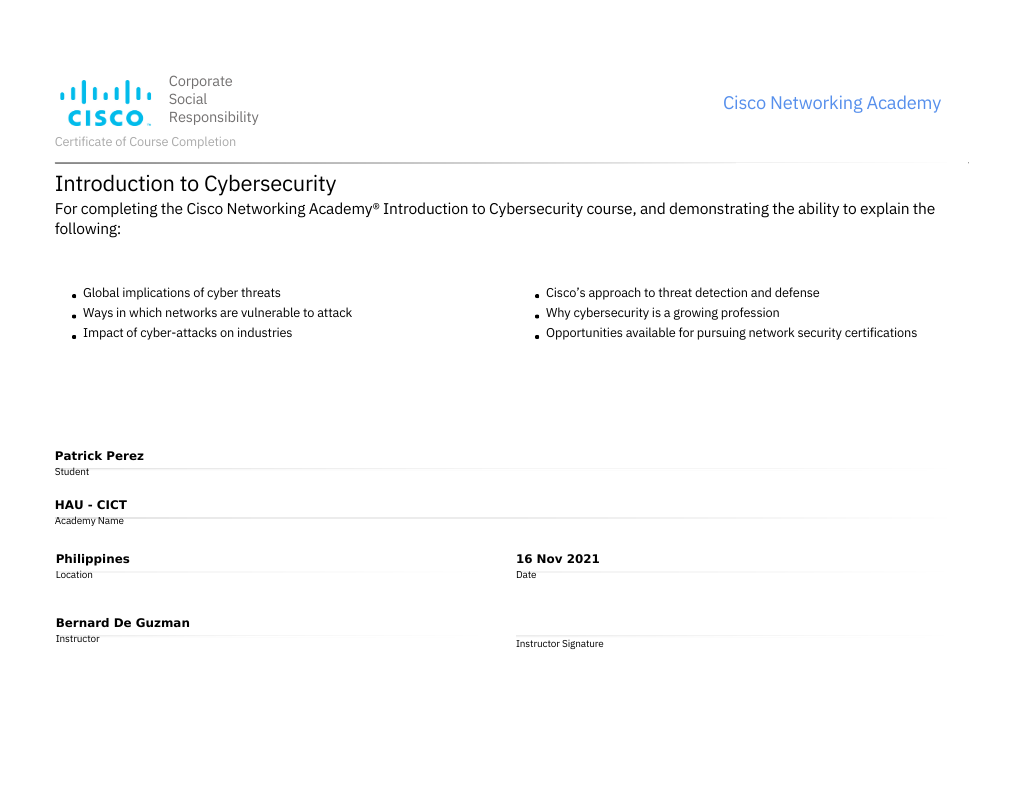 CISCO
Corporate
Social
Responsibility
Cisco Networking Academy
Certificate of Course Completion
Introduction to Cybersecurity
For completing the Cisco Networking Academy® Introduction to Cybersecurity course, and demonstrating the ability to explain the
following:
• Global implications of cyber threats
• Ways in which networks are vulnerable to attack
• Impact of cyber-attacks on industries
• Cisco’s approach to threat detection and defense
• Why cybersecurity is a growing profession
• Opportunities available for pursuing network security certifications
Patrick Perez
Student
HAU - CICT
Academy Name
Philippines
Location
16 Nov 2021
Date
Bernard De Guzman
Instructor
Instructor Signature